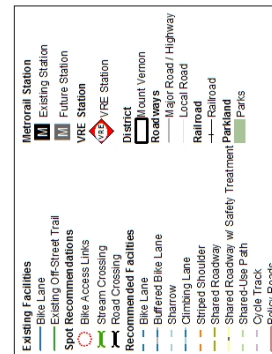 Existing Facilities
Bike Lane
Existing Off-Street Trail
Spot Recommendations
Bike Access Links
Stream Crossing
Road Crossing
Recommended Facilities
Bike Lane
Buffered Bike Lane
Sharrow
Climbing Lane
Striped Shoulder
Shared Roadway
Shared Roadway w/ Safety Treatment
Shared-Use Path
Cycle Track
Policy Roads
Metrorail Station
M Existing Station
M Future Station
VRE Station
VRE VRE Station
District
Mount Vernon
Roadways
Major Road / Highway
Local Road
Railroad
Railroad
Parkland
Parks